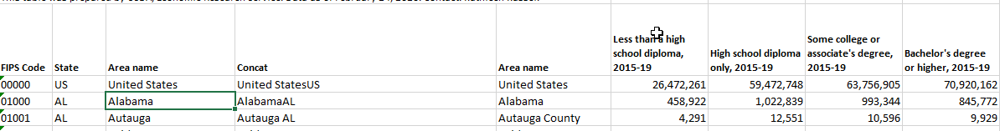 Less than a high Some college or
school diploma, High school diploma associate's degree, Bachelor's degree
FIPS Code State Area name Concat Area name 2015-19 only, 2015-19 2015-19 or higher, 2015-19
00000 US United States United StatesUS United States 26,472,261 59,472,748 63,756,905 70,920,162
01000 AL Alabama AlabamaAL Alabama 458,922 1,022,839 993,344 845,772
01001 AL Autauga Autauga AL Autauga County 4,291 12,551 10,596 9,929